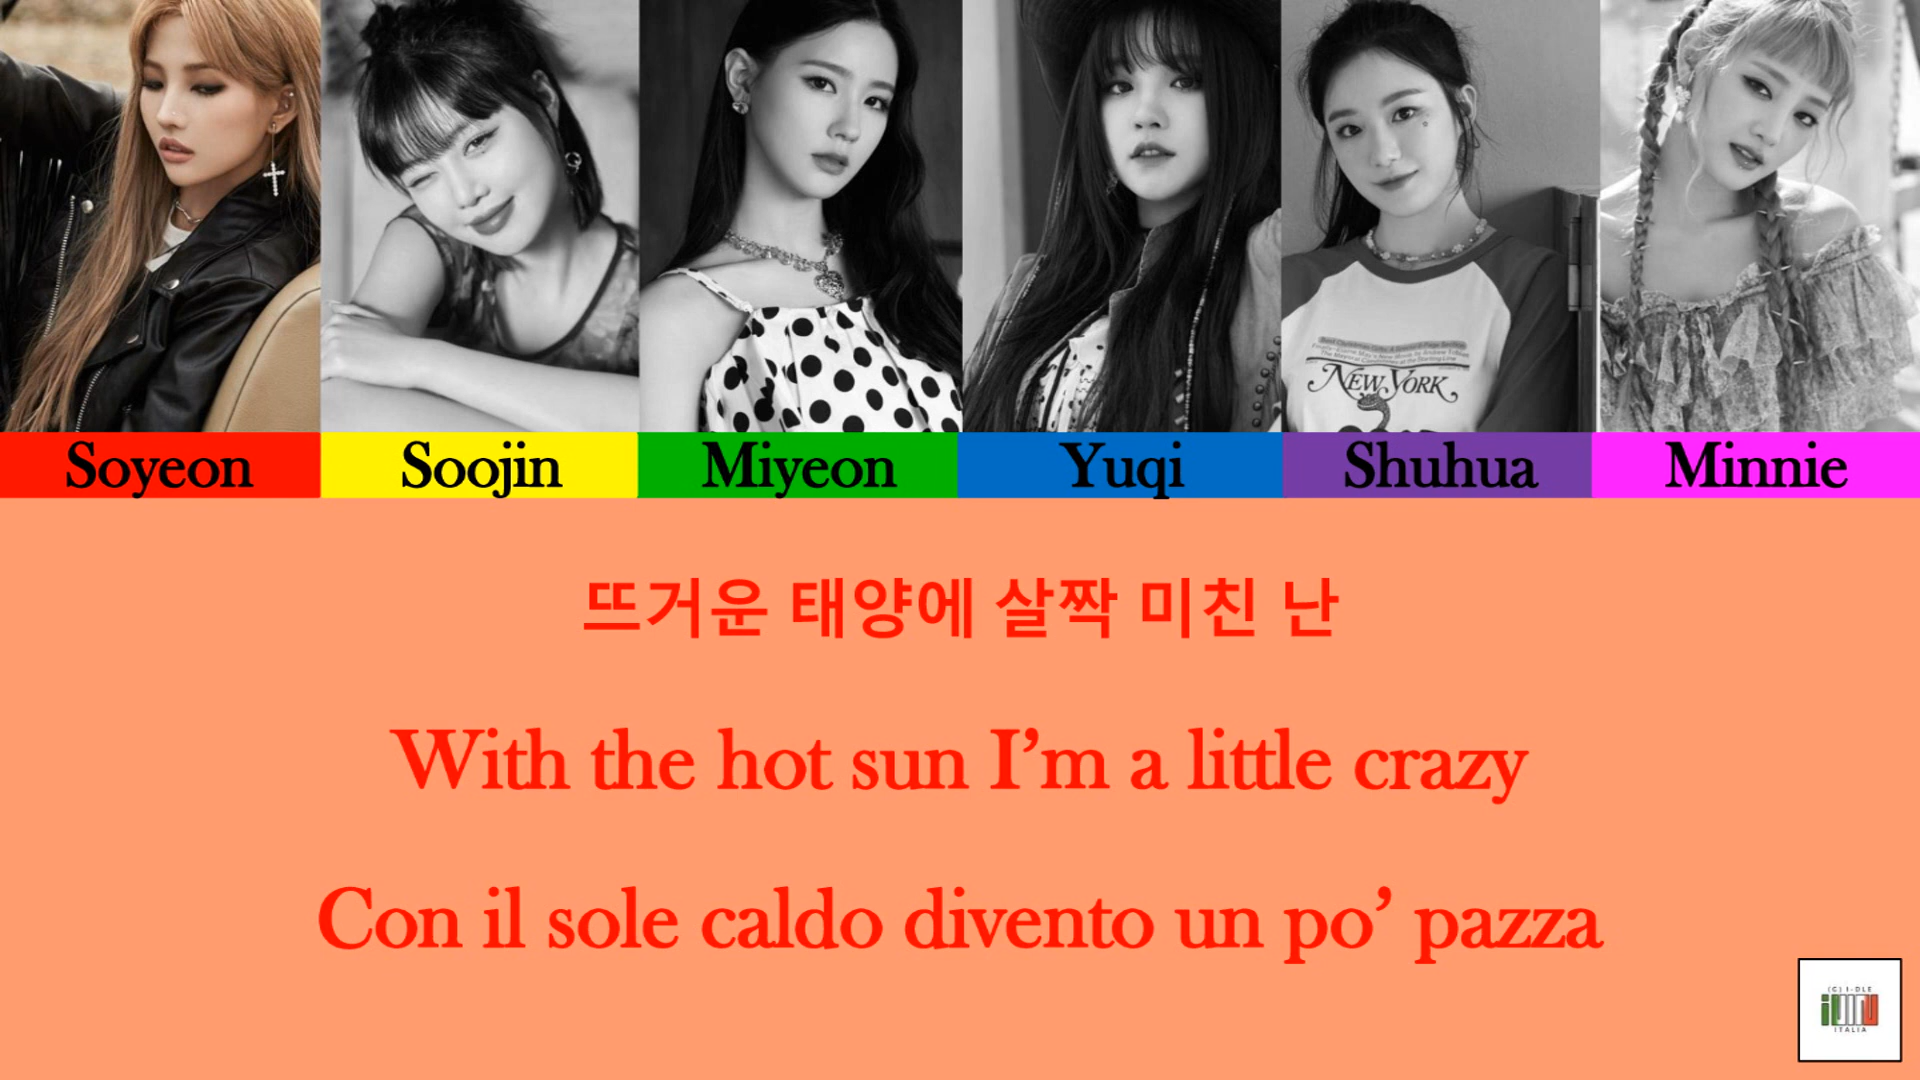 NEW YORK
Soyeon Soojin Miyeon Yuqi Shuhua Minnie
뜨거운 태양에 살짝 미친 난
With the hot sun I'm a little crazy
Con il sole caldo divento un po' pazza
(G) I-DLE
ITALIA